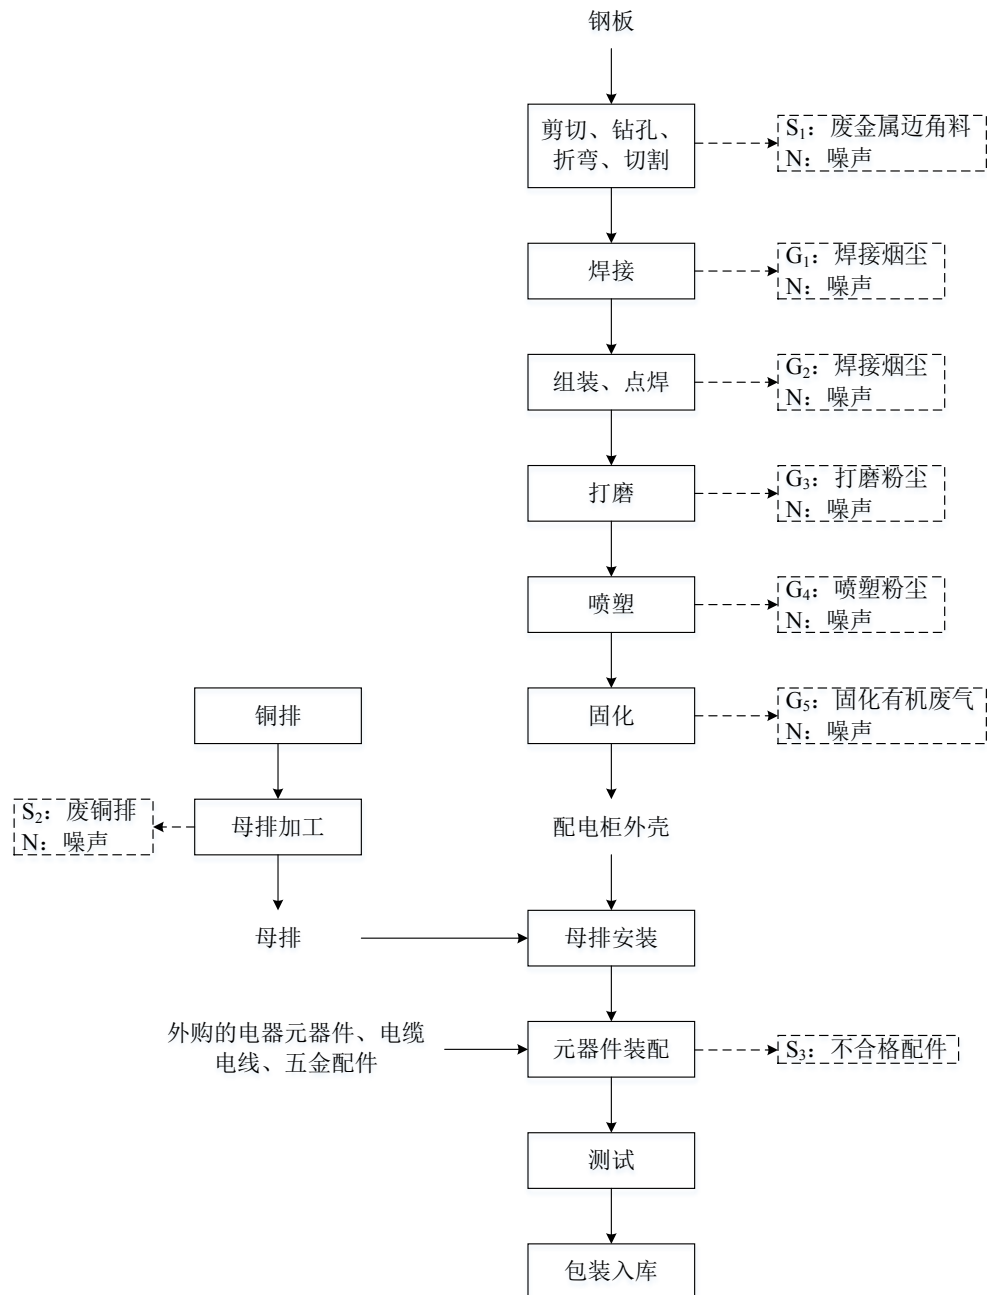 钢板
剪切、钻孔、
折弯、切割
S₁：废金属边角料
N：噪声
焊接
G₁：焊接烟尘
N：噪声
组装、点焊
G₂：焊接烟尘
N：噪声
打磨
G₃：打磨粉尘
N：噪声
喷塑
G₄：喷塑粉尘
N：噪声
铜排
固化
G₅：固化有机废气
N：噪声
S₂：废铜排
N：噪声
母排加工
配电柜外壳
母排
母排安装
外购的电器元器件、电缆
电线、五金配件
元器件装配
S₃：不合格配件
测试
包装入库